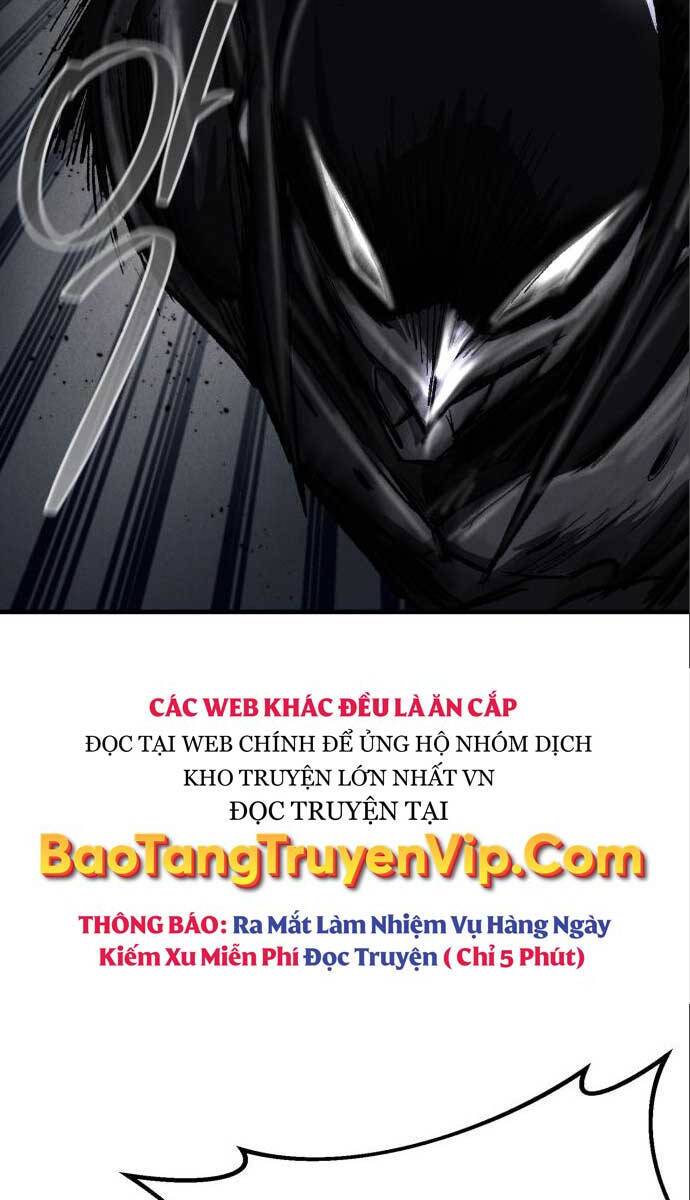 아
악
CÁC WEB KHÁC ĐỀU LÀ ĂN CẮP
ĐỌC TẠI WEB CHÍNH ĐỂ ỦNG HỘ NHÓM DỊCH
KHO TRUYỆN LỚN NHẤT VN
ĐỌC TRUYỆN TẠI
BaoTangTruyenVip.Com
THÔNG BÁO: Ra Mắt Làm Nhiệm Vụ Hàng Ngày
Kiếm Xu Miễn Phí Đọc Truyện ( Chỉ 5 Phút)